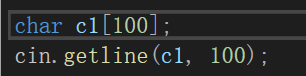 char c1[100];
cin.getline(c1, 100);